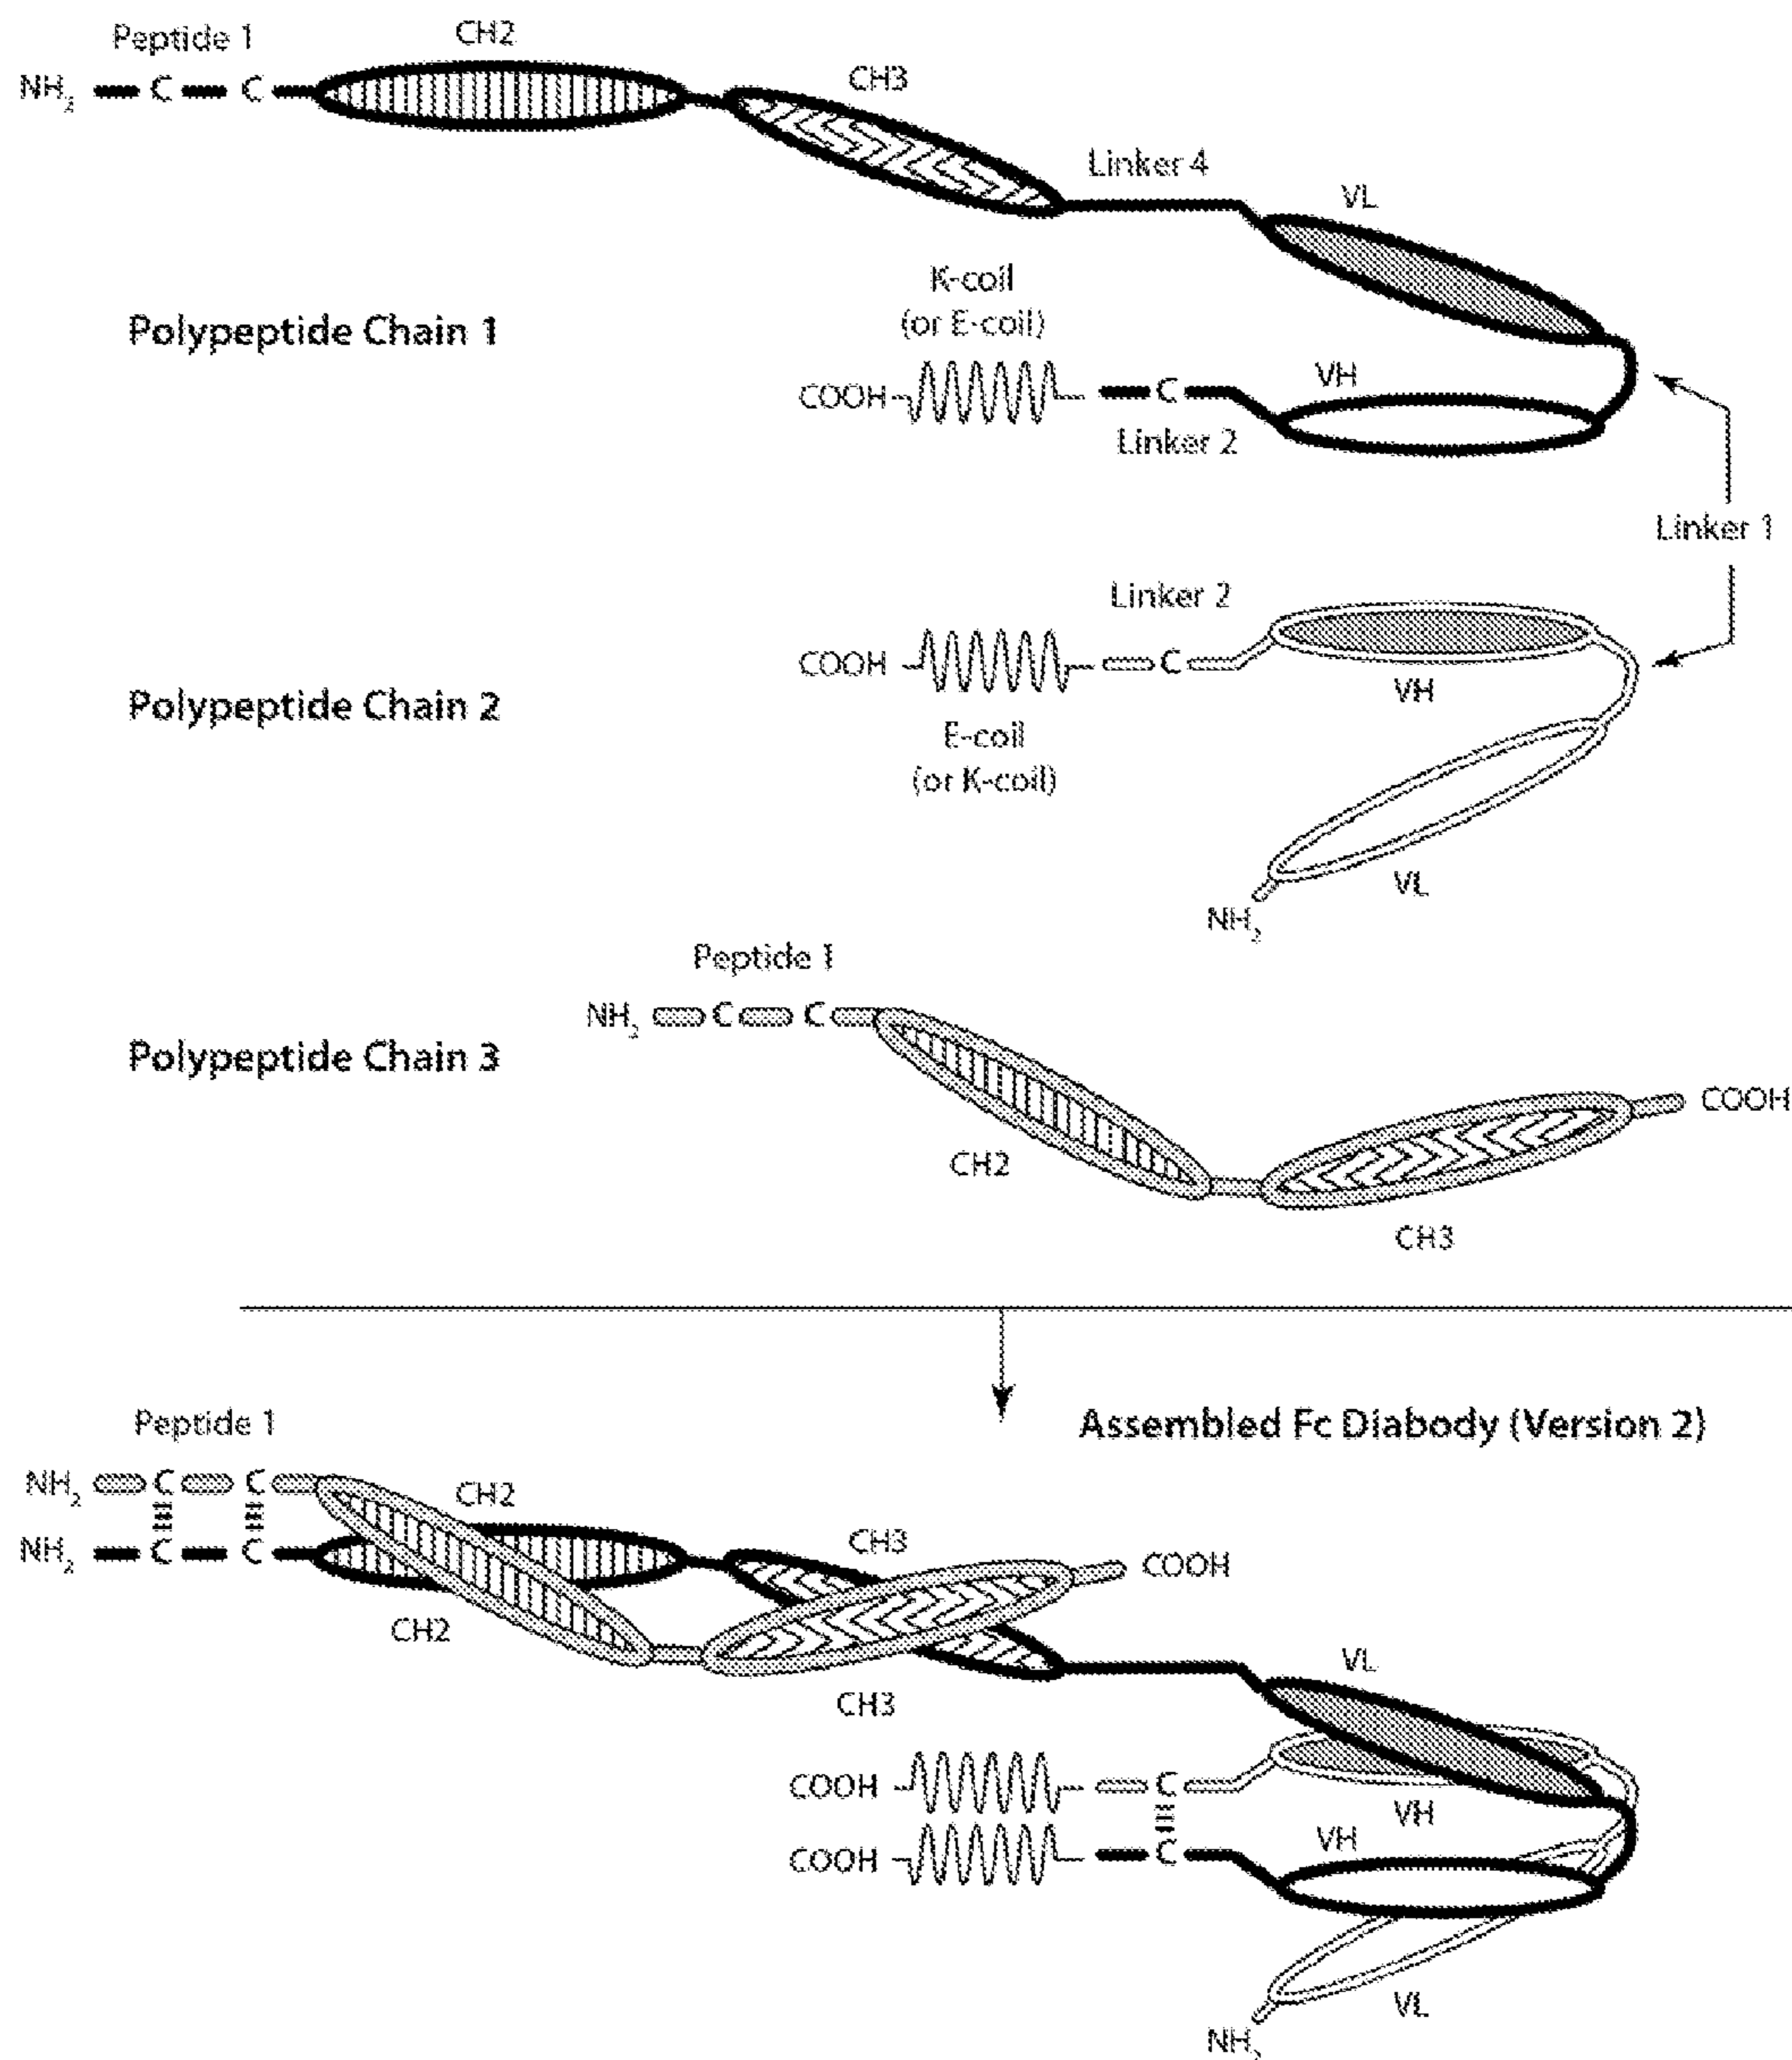 Peptide 1
CH2
NH2 C C
CH3
Linker 4
VL
K-coil
(or E-coil)
Polypeptide Chain 1
VH
COOH C
Linker 2
Linker 1
Linker 2
COOH C
VH
Polypeptide Chain 2
E-coil
(or K-coil)
VL
NH2
Peptide 1
NH2 C C
Polypeptide Chain 3
COOH
CH2
CH3
Peptide 1
Assembled Fc Diabody (Version 2)
NH2 C C
CH2
NH2 C C
CH3
COOH
CH2
VL
CH3
COOH C
VH
VH
COOH C
VL
NH2